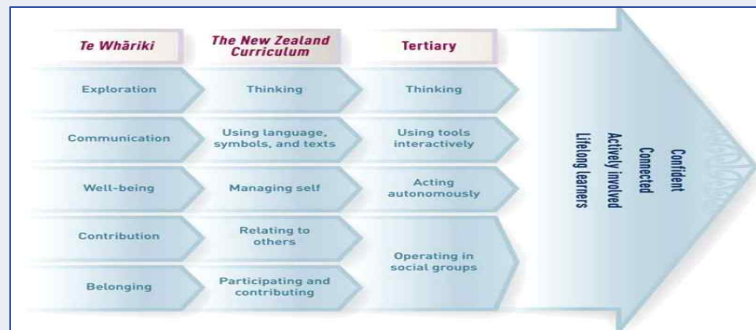 Te Whāriki
The New Zealand
Curriculum
Tertiary
Exploration
Thinking
Thinking
Communication
Using language,
symbols, and texts
Using tools
interactively
Well-being
Managing self
Acting
autonomously
Contribution
Relating to
others
Operating in
social groups
Belonging
Participating and
contributing
Confident
Connected
Actively involved
Lifelong learners